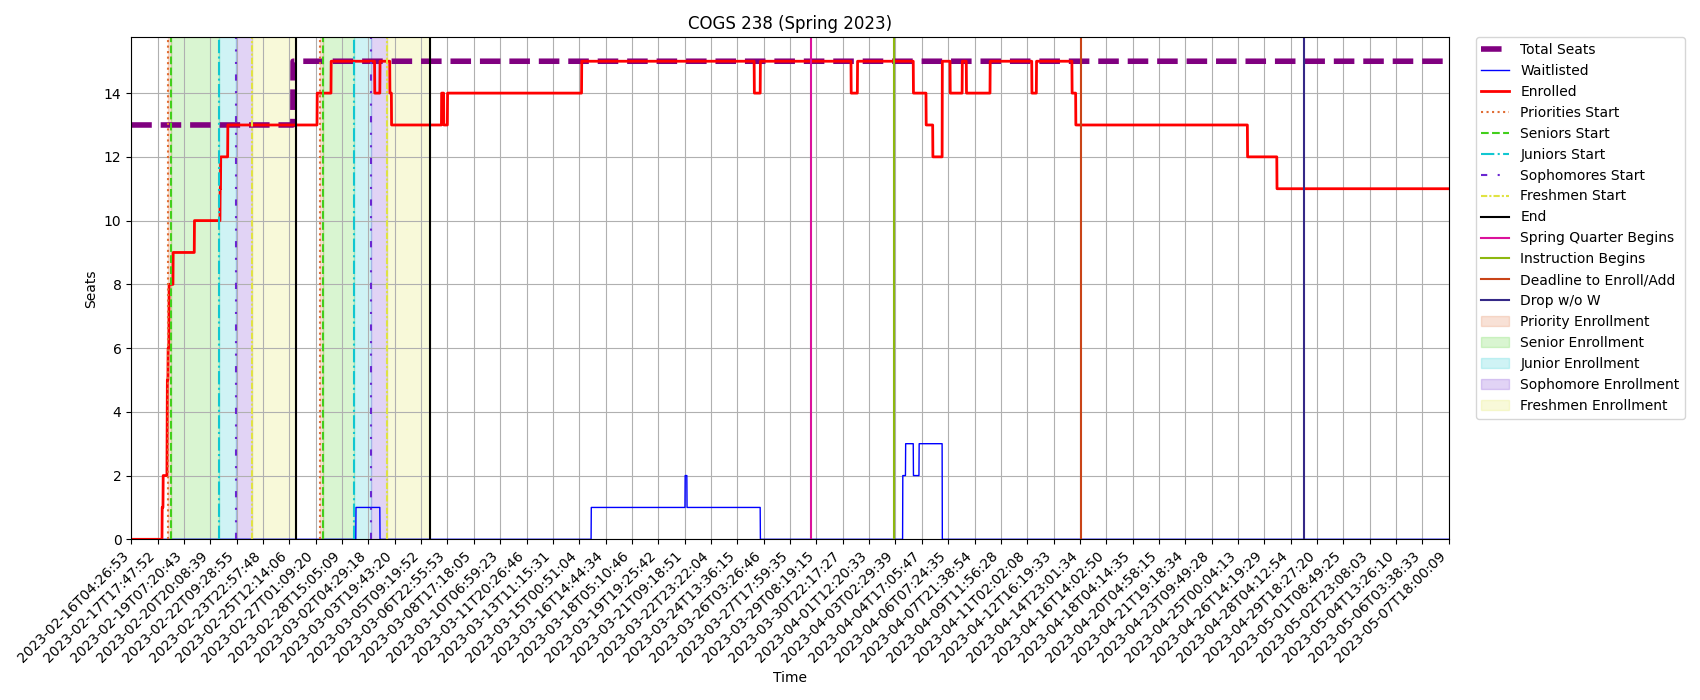 COGS 238 (Spring 2023)
Seats
14
12
10
8
6
4
2
0
2023-02-16T04:26:53
2023-02-17T17:47:52
2023-02-19T07:20:43
2023-02-20T20:08:39
2023-02-22T09:28:55
2023-02-23T22:57:48
2023-02-25T12:14:06
2023-02-27T01:09:20
2023-02-28T15:05:09
2023-03-02T04:29:18
2023-03-03T19:43:20
2023-03-05T09:19:52
2023-03-06T22:55:53
2023-03-08T17:18:05
2023-03-10T06:59:23
2023-03-11T20:26:46
2023-03-13T11:15:31
2023-03-15T00:51:04
2023-03-16T14:44:34
2023-03-18T05:10:46
2023-03-19T19:25:42
2023-03-21T09:18:51
2023-03-22T23:22:04
2023-03-24T13:36:15
2023-03-26T03:26:46
2023-03-27T17:59:35
2023-03-29T08:19:15
2023-03-30T22:17:27
2023-04-01T12:20:33
2023-04-03T02:29:39
2023-04-04T17:05:47
2023-04-06T07:24:35
2023-04-07T21:38:54
2023-04-09T11:56:28
2023-04-11T02:02:08
2023-04-12T16:19:33
2023-04-14T23:01:34
2023-04-16T14:02:50
2023-04-18T04:14:35
2023-04-20T04:58:15
2023-04-21T19:18:34
2023-04-23T09:49:28
2023-04-25T00:04:13
2023-04-26T14:19:29
2023-04-28T04:12:54
2023-04-29T18:27:20
2023-05-01T08:49:25
2023-05-02T23:08:03
2023-05-04T13:26:10
2023-05-06T03:38:33
2023-05-07T18:00:09
Time
Total Seats
Waitlisted
Enrolled
Priorities Start
Seniors Start
Juniors Start
Sophomores Start
Freshmen Start
End
Spring Quarter Begins
Instruction Begins
Deadline to Enroll/Add
Drop w/o W
Priority Enrollment
Senior Enrollment
Junior Enrollment
Sophomore Enrollment
Freshmen Enrollment